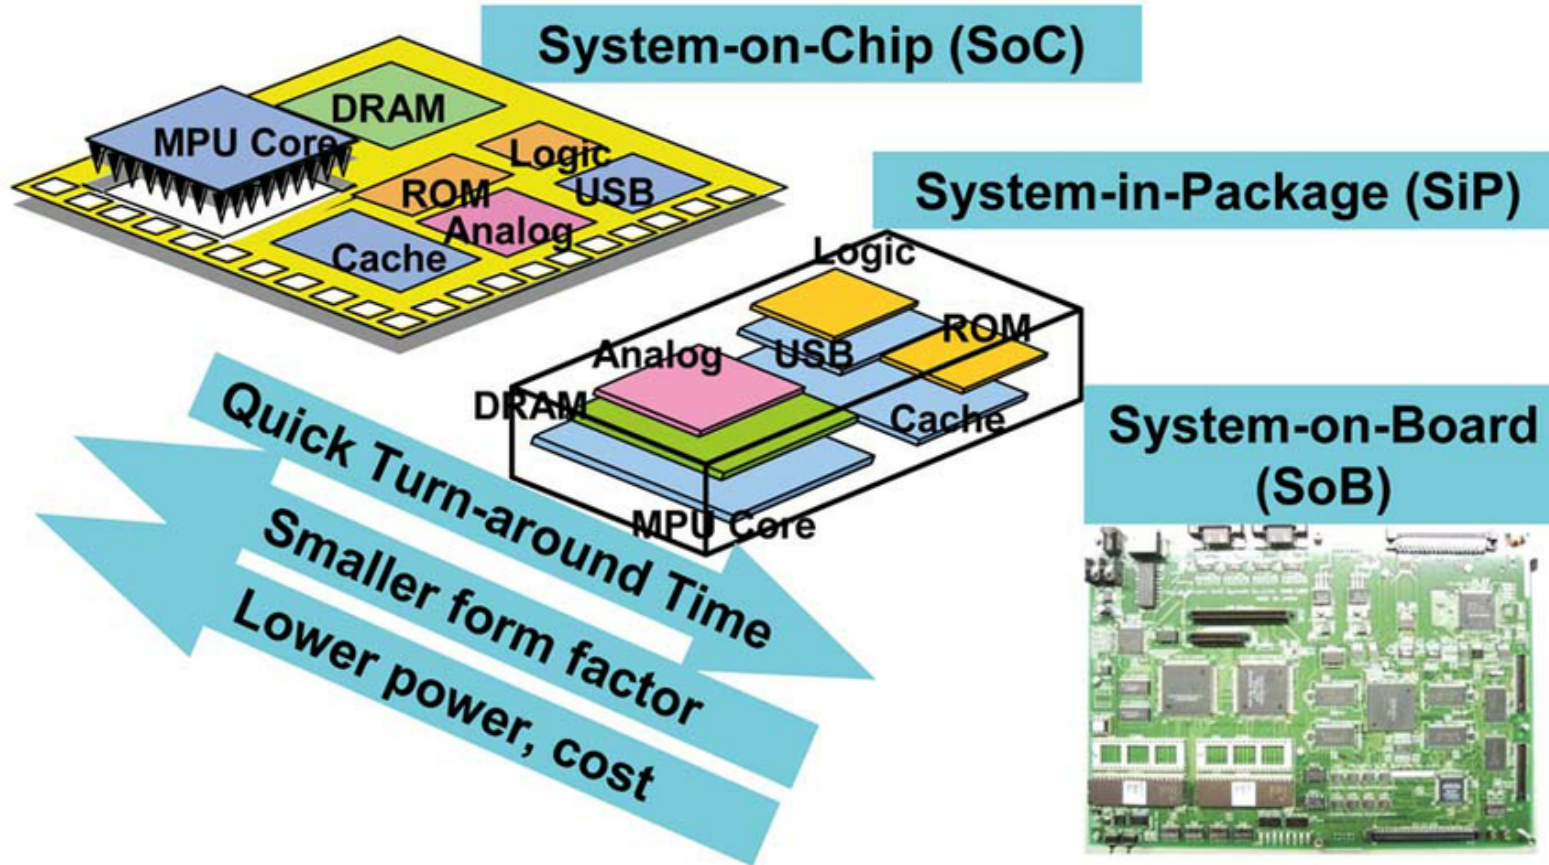 System-on-Chip (SoC)
DRAM
MPU Core
Logic
ROM
USB
Analog
Cache
System-in-Package (SiP)
Logic
ROM
Analog
USB
DRAM
Cache
MPU Core
System-on-Board
(SoB)
Quick Turn-around Time
Smaller form factor
Lower power, cost